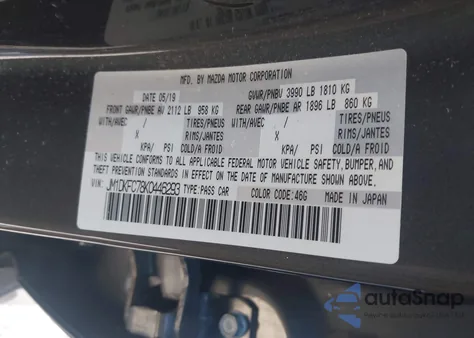 MFD. BY MAZDA MOTOR CORPORATION
DATE 05/19 GVWR/PNBV 3990 LB 1810 KG
FRONT GAWR/PNBE AV 2112 LB 958 KG REAR GAWR/PNBE AR 1896 LB 860 KG
WITH/AVEC / TIRES/PNEUS WITH/AVEC / TIRES/PNEUS
X RIMS/JANTES X RIMS/JANTES
KPA/ PSI COLD/A FROID KPA/ PSI COLD/A FROID
THIS VEHICLE CONFORMS TO ALL APPLICABLE FEDERAL MOTOR VEHICLE SAFETY, BUMPER, AND
THEFT PREVENTION STANDARDS IN EFFECT ON THE DATE OF MANUFACTURE SHOWN ABOVE.
VIN: JM1DKFC78K0446293 TYPE:PASS CAR COLOR CODE:46G MADE IN JAPAN
autoSnap